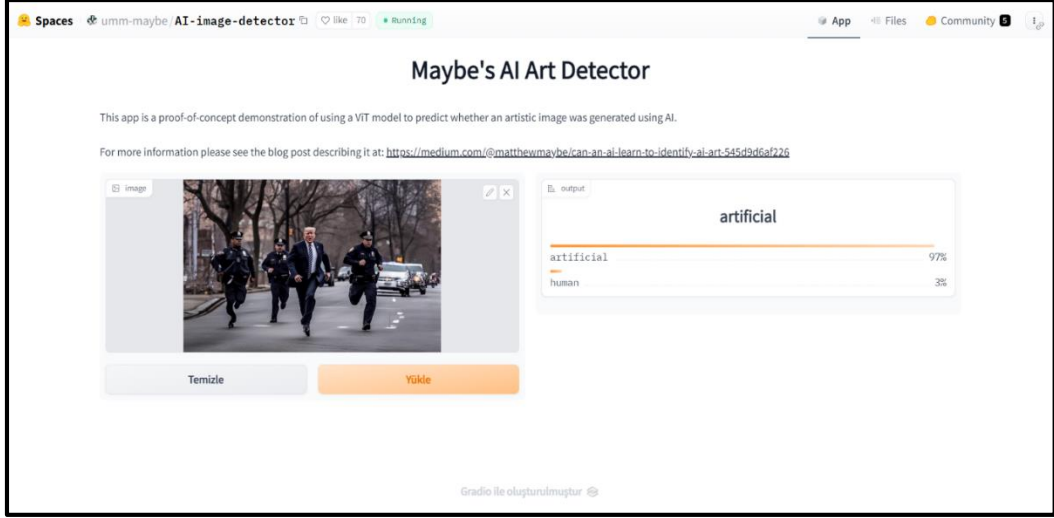 Spaces umm-maybe/AI-image-detector like 70 Running App Files Community 5
Maybe's AI Art Detector
This app is a proof-of-concept demonstration of using a ViT model to predict whether an artistic image was generated using AI.
For more information please see the blog post describing it at: https://medium.com/@matthewmaybe/can-an-ai-learn-to-identify-ai-art-545d9d6af226
image
output
artificial
artificial 97%
human 3%
Temizle Yükle
Gradio ile oluşturulmuştur